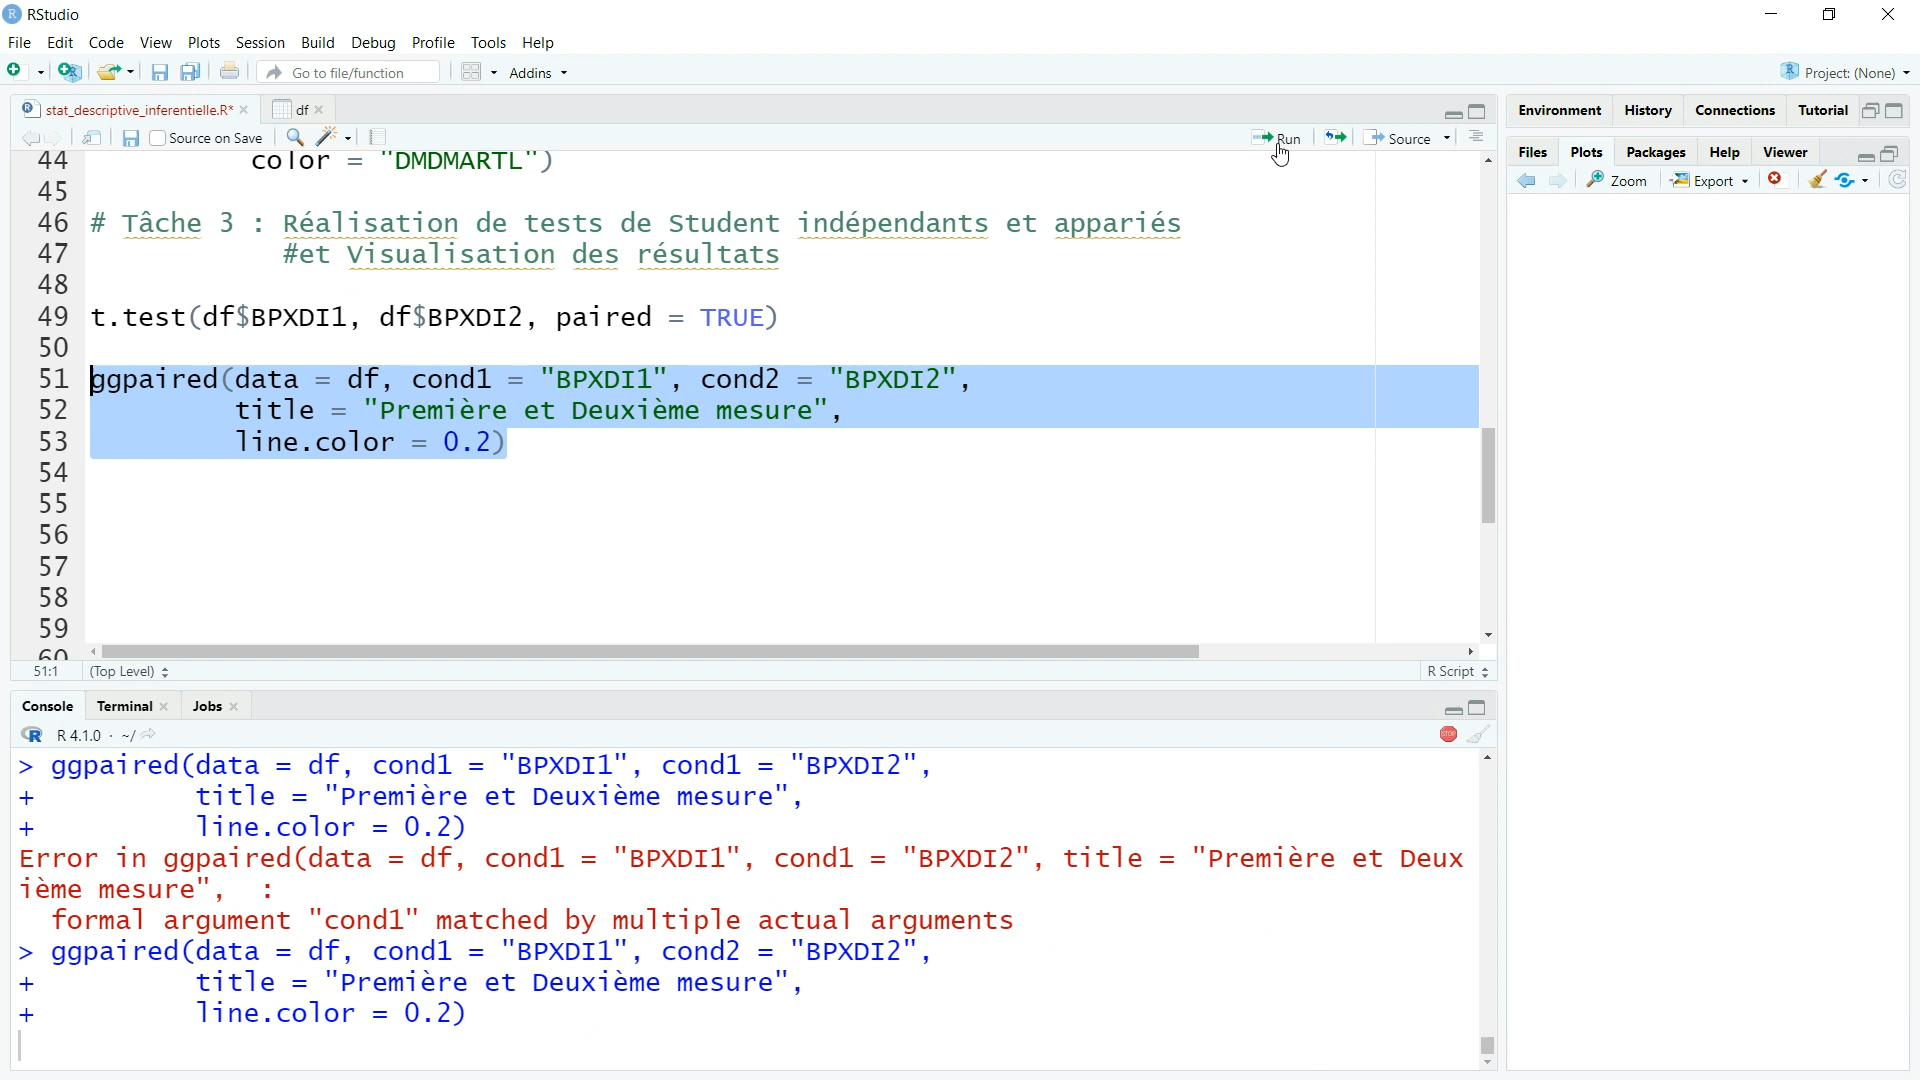 RStudio
File Edit Code View Plots Session Build Debug Profile Tools Help
Go to file/function Addins Project: (None)
stat_descriptive_inferentielle.R* df
Source on Save Run Source
44 color = "DMDMARTL")
45
46 # Tâche 3 : Réalisation de tests de Student indépendants et appariés
47 #et Visualisation des résultats
48
49 t.test(df$BPXDI1, df$BPXDI2, paired = TRUE)
50
51 ggpaired(data = df, cond1 = "BPXDI1", cond2 = "BPXDI2",
52 title = "Première et Deuxième mesure",
53 line.color = 0.2)
54
55
56
57
58
59
60
51:1 (Top Level) R Script
Console Terminal Jobs
R 4.1.0 · ~/
> ggpaired(data = df, cond1 = "BPXDI1", cond1 = "BPXDI2",
+ title = "Première et Deuxième mesure",
+ line.color = 0.2)
Error in ggpaired(data = df, cond1 = "BPXDI1", cond1 = "BPXDI2", title = "Première et Deux
ième mesure", :
formal argument "cond1" matched by multiple actual arguments
> ggpaired(data = df, cond1 = "BPXDI1", cond2 = "BPXDI2",
+ title = "Première et Deuxième mesure",
+ line.color = 0.2)
Environment History Connections Tutorial
Files Plots Packages Help Viewer
Zoom Export